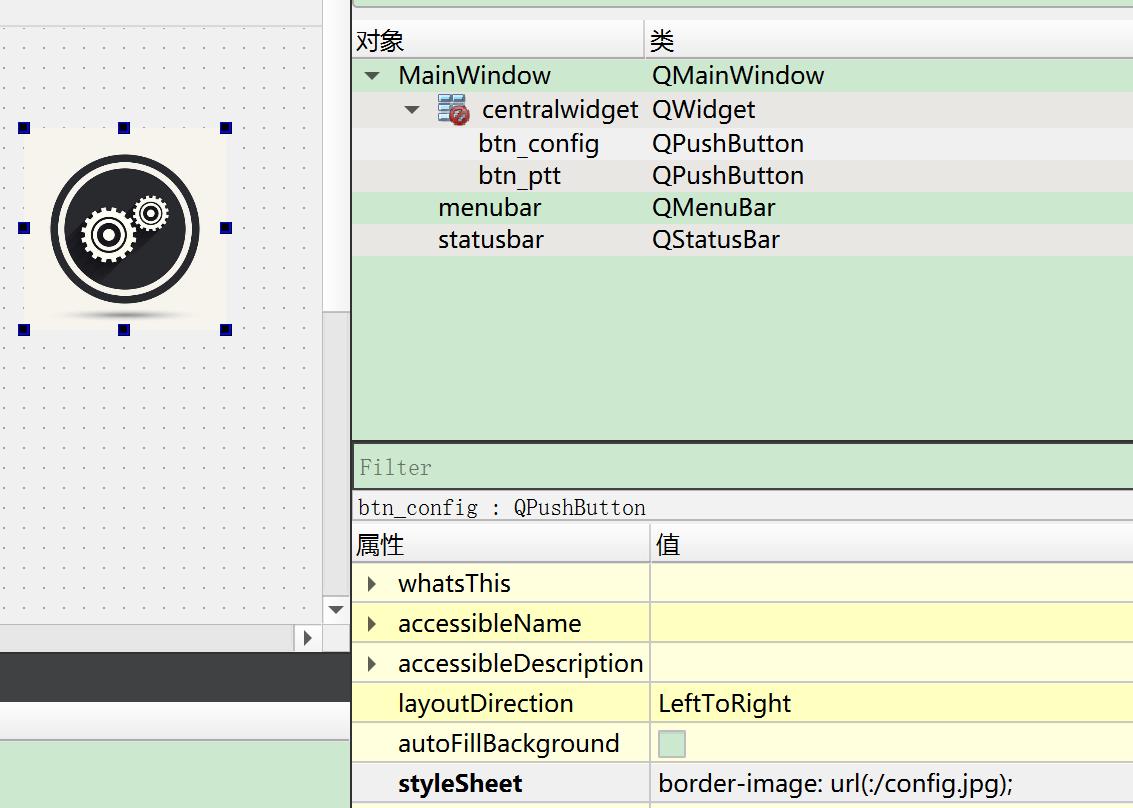 对象 类
MainWindow QMainWindow
centralwidget QWidget
btn_config QPushButton
btn_ptt QPushButton
menubar QMenuBar
statusbar QStatusBar
Filter
btn_config : QPushButton
属性 值
whatsThis
accessibleName
accessibleDescription
layoutDirection LeftToRight
autoFillBackground
styleSheet border-image: url(:/config.jpg);